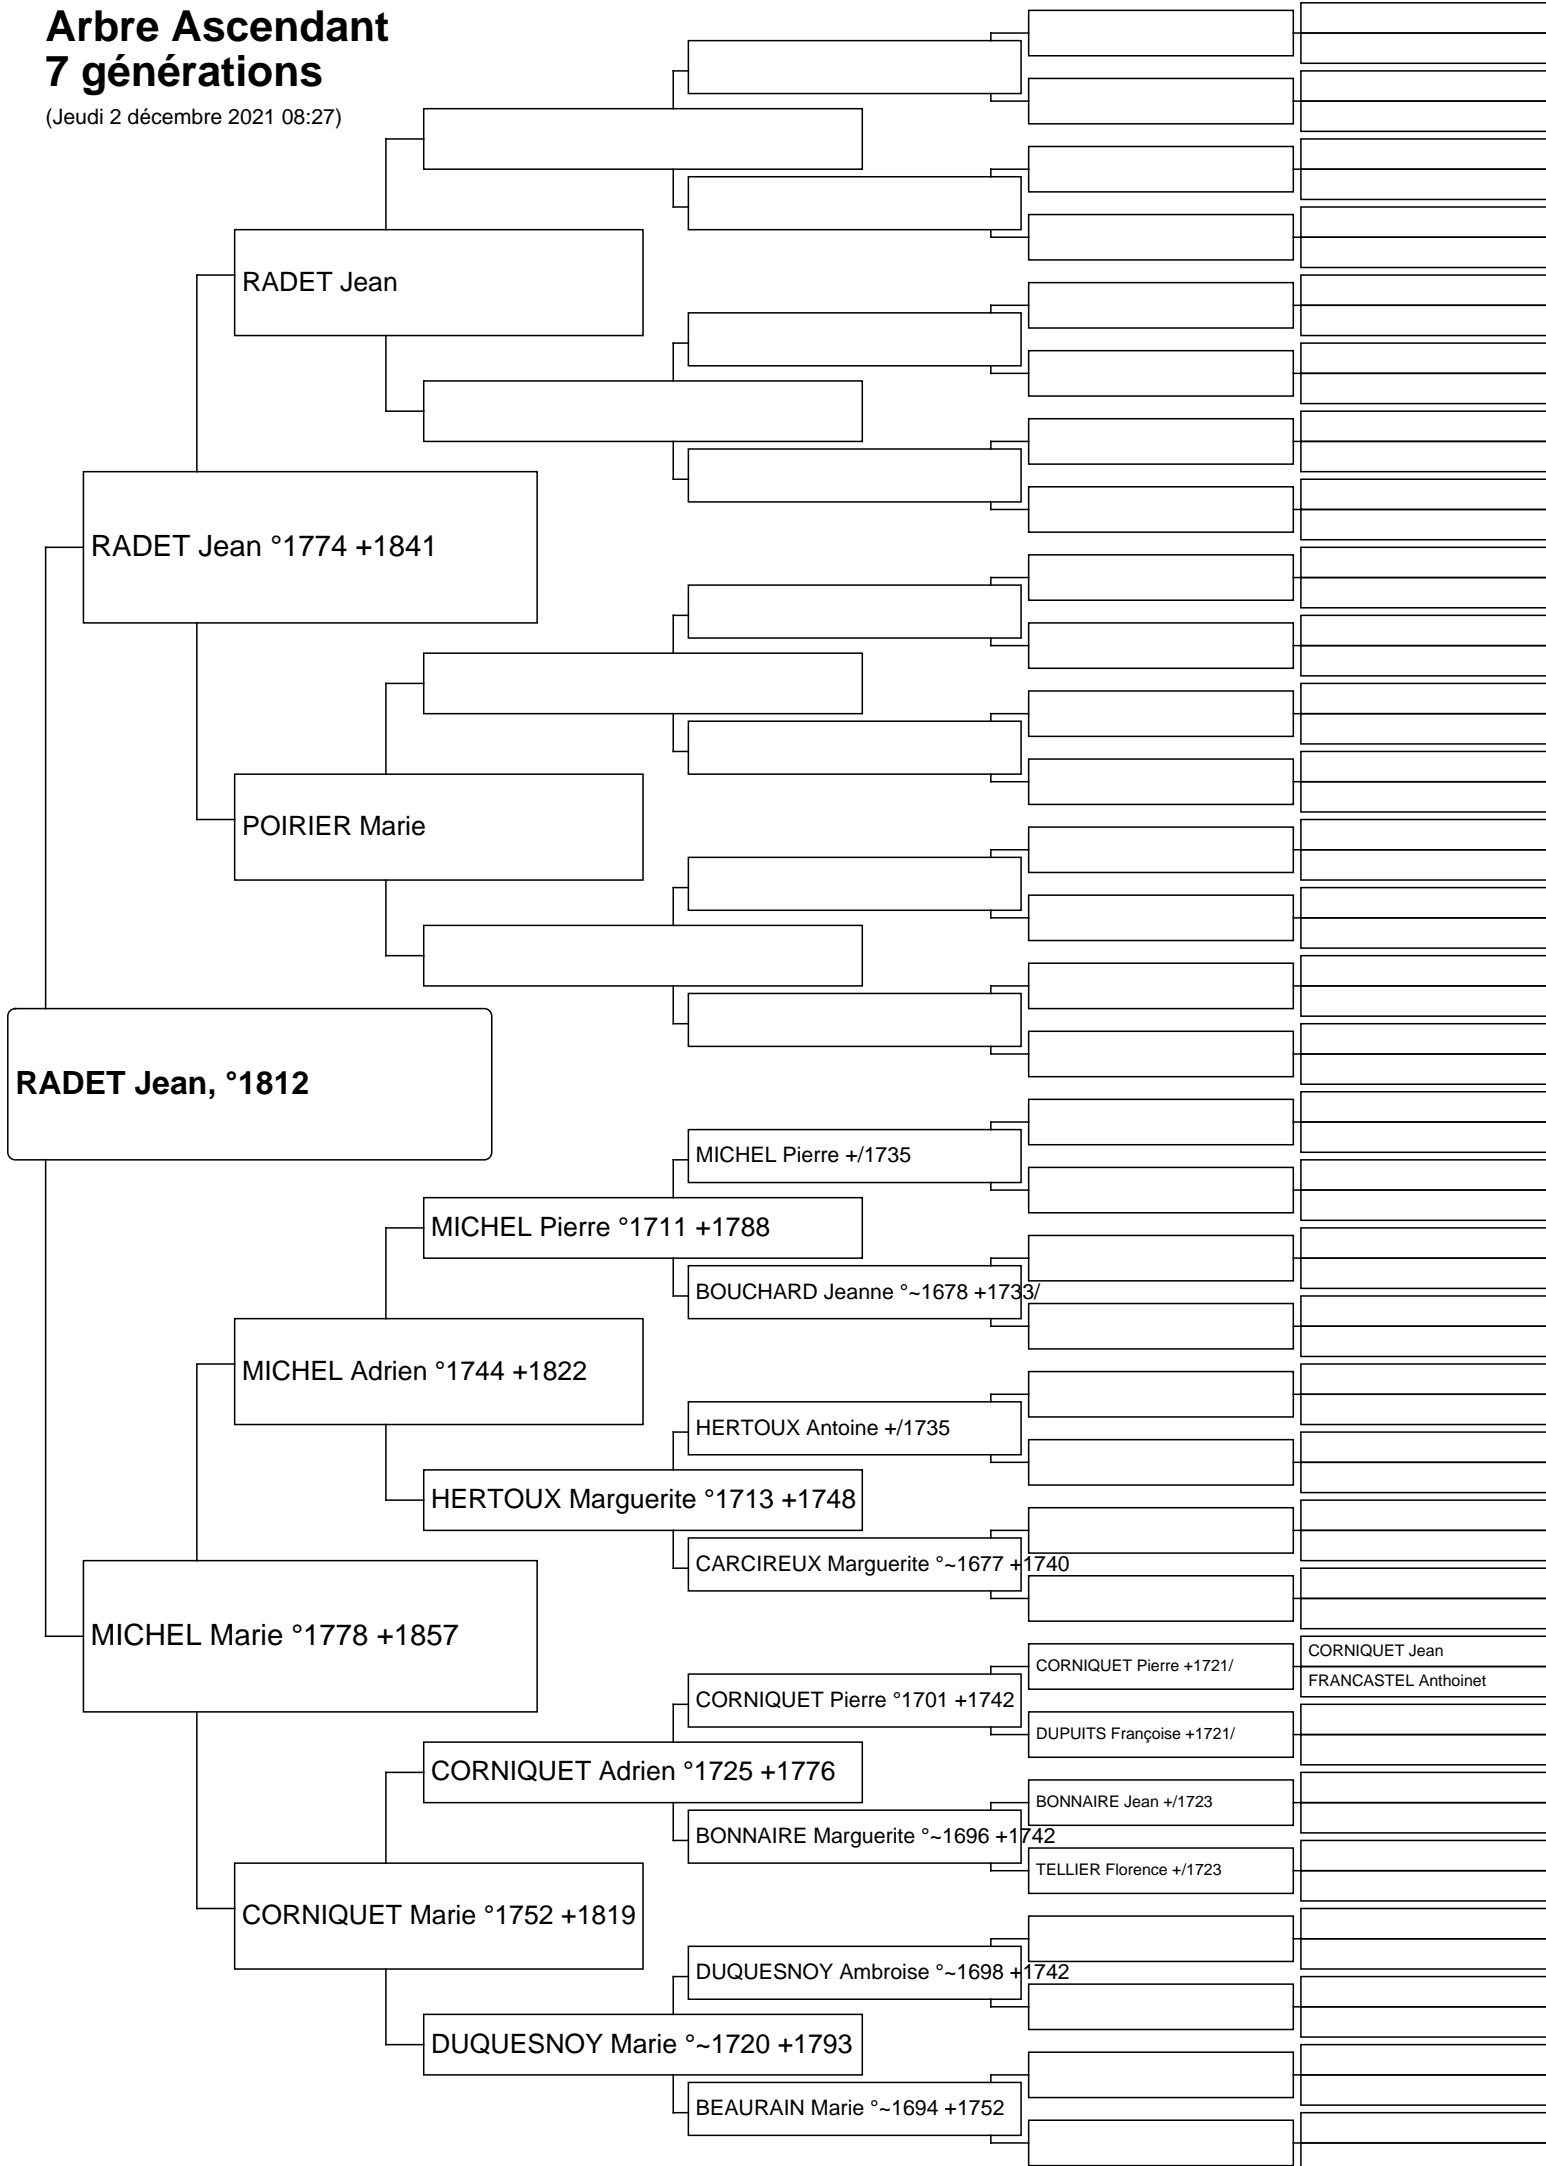 Arbre Ascendant
7 générations
(Jeudi 2 décembre 2021 08:27)
RADET Jean
RADET Jean °1774 +1841
POIRIER Marie
RADET Jean, °1812
MICHEL Pierre +/1735
MICHEL Pierre °1711 +1788
BOUCHARD Jeanne °~1678 +1733/
MICHEL Adrien °1744 +1822
HERTOUX Antoine +/1735
HERTOUX Marguerite °1713 +1748
CARCIREUX Marguerite °~1677 +1740
MICHEL Marie °1778 +1857
CORNIQUET Jean
CORNIQUET Pierre +1721/
FRANCASTEL Anthoinet
CORNIQUET Pierre °1701 +1742
DUPUITS Françoise +1721/
CORNIQUET Adrien °1725 +1776
BONNAIRE Jean +/1723
BONNAIRE Marguerite °~1696 +1742
TELLIER Florence +/1723
CORNIQUET Marie °1752 +1819
DUQUESNOY Ambroise °~1698 +1742
DUQUESNOY Marie °~1720 +1793
BEAURAIN Marie °~1694 +1752